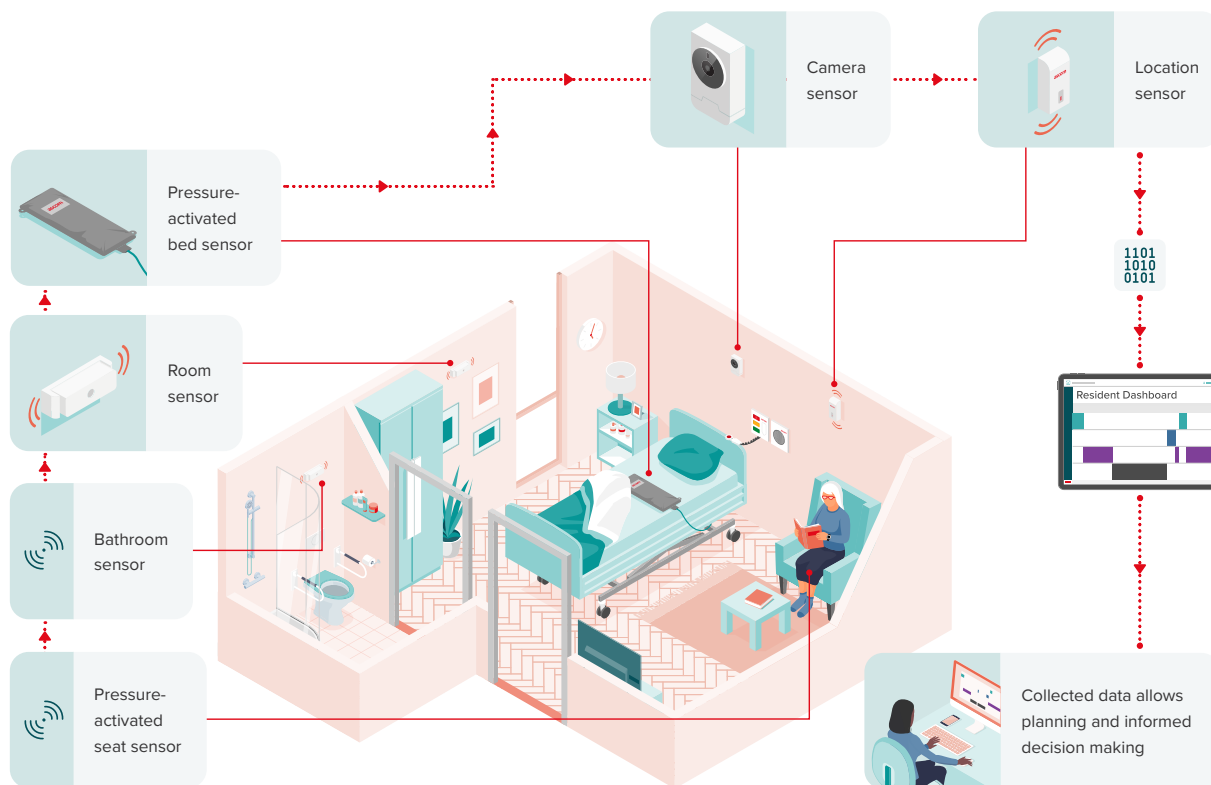 Camera
sensor
Location
sensor
Pressure-
activated
bed sensor
1101
1010
0101
Room
sensor
Resident Dashboard
Bathroom
sensor
Pressure-
activated
seat sensor
Collected data allows
planning and informed
decision making